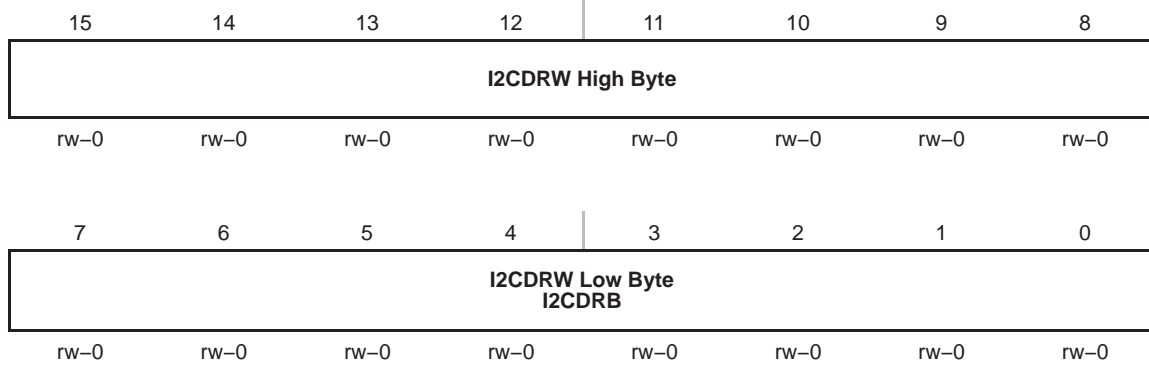 15 14 13 12 11 10 9 8
I2CDRW High Byte
rw−0 rw−0 rw−0 rw−0 rw−0 rw−0 rw−0 rw−0
7 6 5 4 3 2 1 0
I2CDRW Low Byte
I2CDRB
rw−0 rw−0 rw−0 rw−0 rw−0 rw−0 rw−0 rw−0